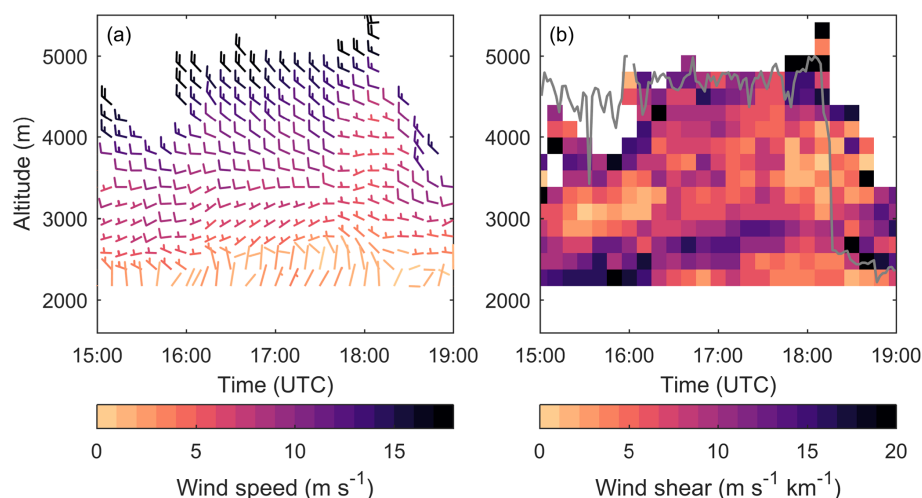 (a)
(b)
Altitude (m)
5000
4000
3000
2000
5000
4000
3000
2000
15:00 16:00 17:00 18:00 19:00
15:00 16:00 17:00 18:00 19:00
Time (UTC)
Time (UTC)
0 5 10 15
0 5 10 15 20
Wind speed (m s⁻¹)
Wind shear (m s⁻¹ km⁻¹)